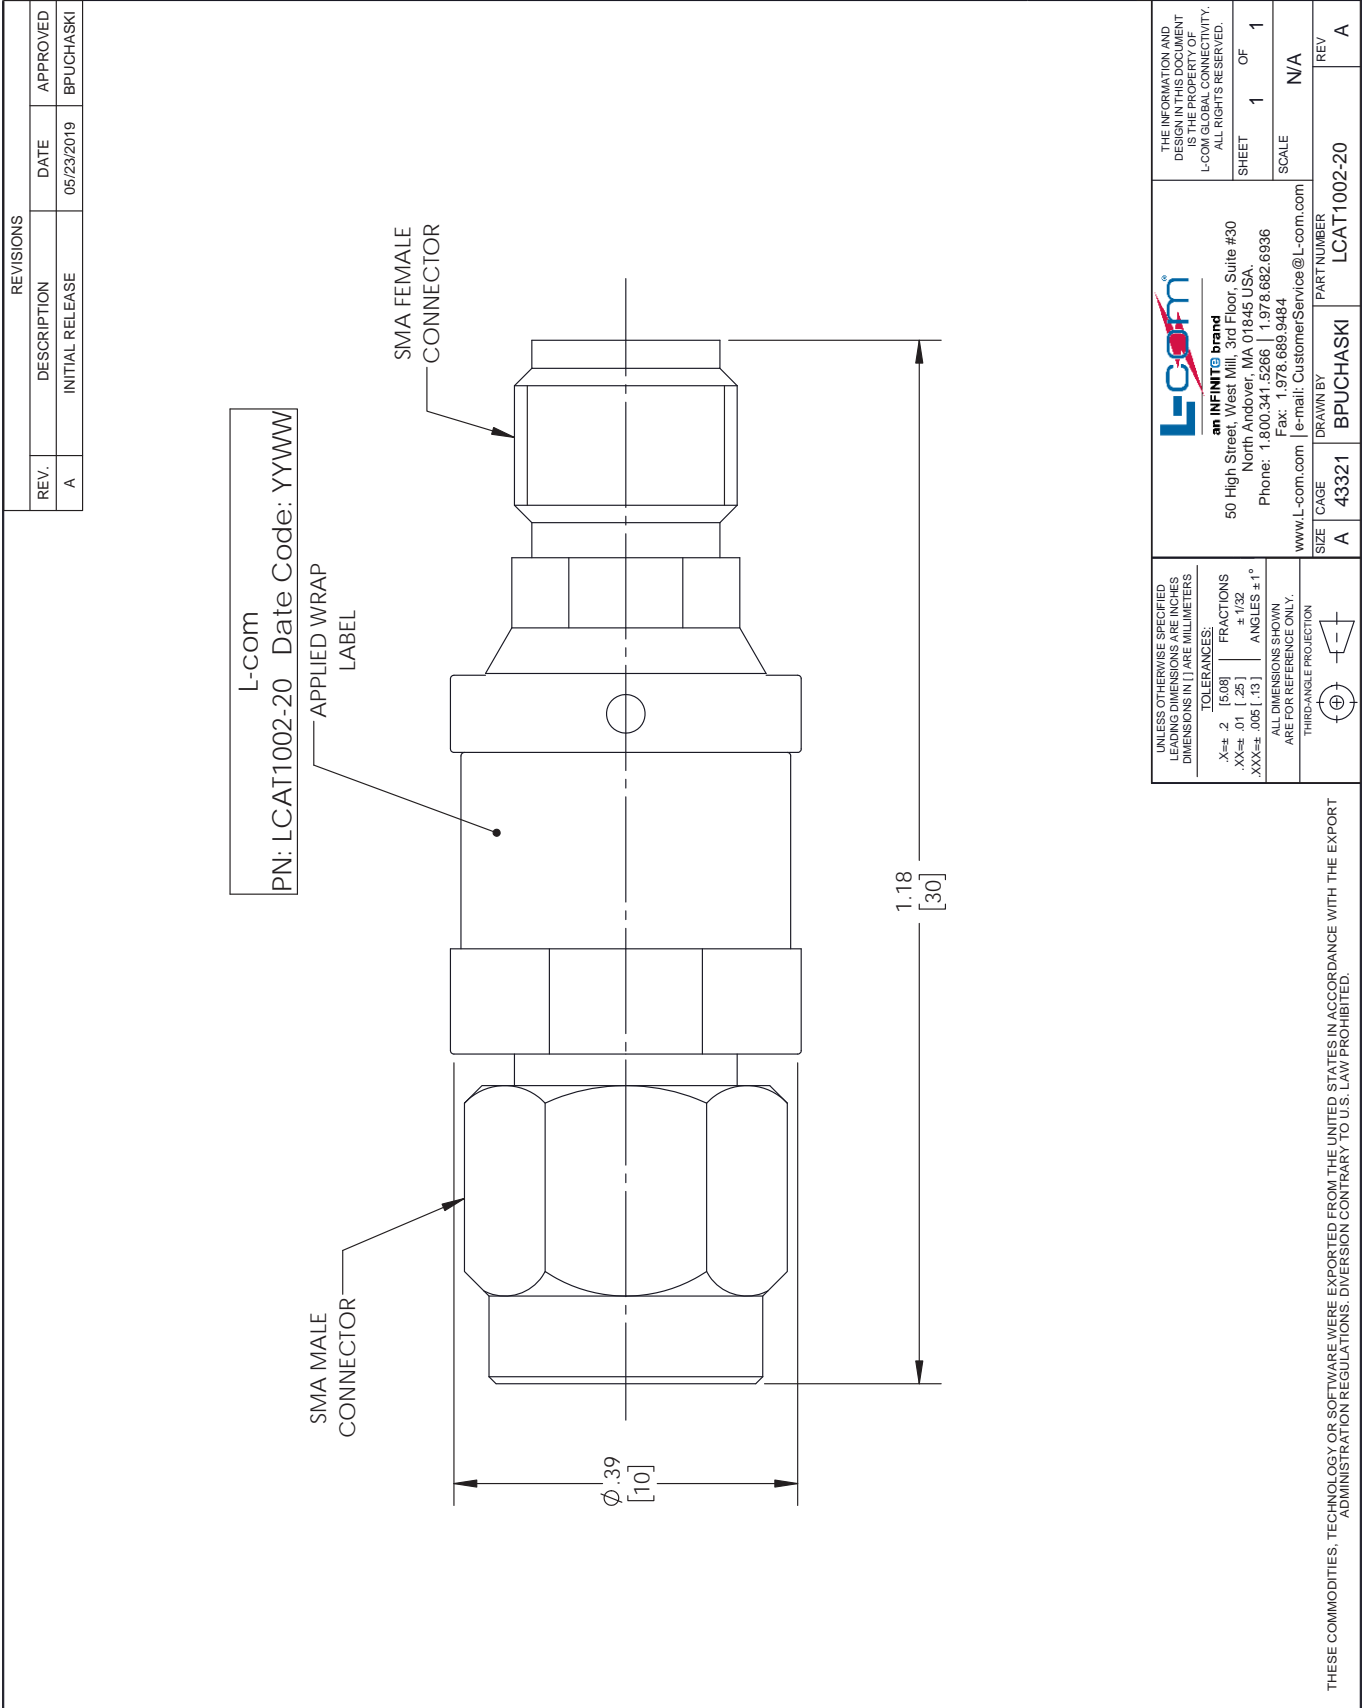 REVISIONS
REV.
DESCRIPTION
DATE
APPROVED
A
INITIAL RELEASE
05/23/2019
BPUCHASKI
L-com
PN: LCAT1002-20 Date Code: YYWW
APPLIED WRAP
LABEL
SMA FEMALE
CONNECTOR
SMA MALE
CONNECTOR
1.18
[30]
Ø.39
[10]
THESE COMMODITIES, TECHNOLOGY OR SOFTWARE WERE EXPORTED FROM THE UNITED STATES IN ACCORDANCE WITH THE EXPORT
ADMINISTRATION REGULATIONS. DIVERSION CONTRARY TO U.S. LAW PROHIBITED.
UNLESS OTHERWISE SPECIFIED
LEADING DIMENSIONS ARE INCHES
DIMENSIONS IN [ ] ARE MILLIMETERS
TOLERANCES:
.X=± .2 [5.08]
.XX=± .01 [.25]
.XXX=± .005 [.13]
FRACTIONS
± 1/32
ANGLES ± 1°
ALL DIMENSIONS SHOWN
ARE FOR REFERENCE ONLY.
THIRD-ANGLE PROJECTION
L-com®
an INFINIT@ brand
50 High Street, West Mill, 3rd Floor, Suite #30
North Andover, MA 01845 USA.
Phone: 1.800.341.5266 | 1.978.682.6936
Fax: 1.978.689.9484
www.L-com.com | e-mail: CustomerService@L-com.com
THE INFORMATION AND
DESIGN IN THIS DOCUMENT
IS THE PROPERTY OF
L-COM GLOBAL CONNECTIVITY.
ALL RIGHTS RESERVED.
SHEET 1 OF 1
SCALE N/A
SIZE
A
CAGE
43321
DRAWN BY
BPUCHASKI
PART NUMBER
LCAT1002-20
REV
A